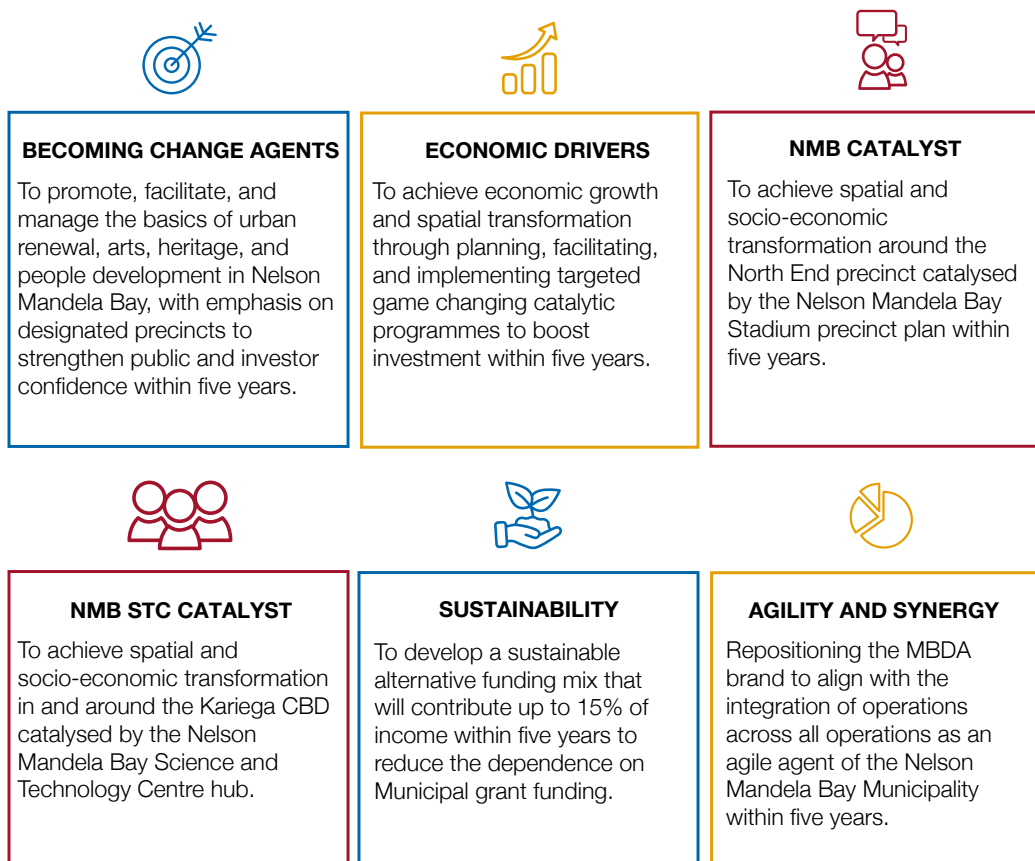 BECOMING CHANGE AGENTS
To promote, facilitate, and
manage the basics of urban
renewal, arts, heritage, and
people development in Nelson
Mandela Bay, with emphasis on
designated precincts to
strengthen public and investor
confidence within five years.
ECONOMIC DRIVERS
To achieve economic growth
and spatial transformation
through planning, facilitating,
and implementing targeted
game changing catalytic
programmes to boost
investment within five years.
NMB CATALYST
To achieve spatial and
socio-economic
transformation around the
North End precinct catalysed
by the Nelson Mandela Bay
Stadium precinct plan within
five years.
NMB STC CATALYST
To achieve spatial and
socio-economic transformation
in and around the Kariega CBD
catalysed by the Nelson
Mandela Bay Science and
Technology Centre hub.
SUSTAINABILITY
To develop a sustainable
alternative funding mix that
will contribute up to 15% of
income within five years to
reduce the dependence on
Municipal grant funding.
AGILITY AND SYNERGY
Repositioning the MBDA
brand to align with the
integration of operations
across all operations as an
agile agent of the Nelson
Mandela Bay Municipality
within five years.